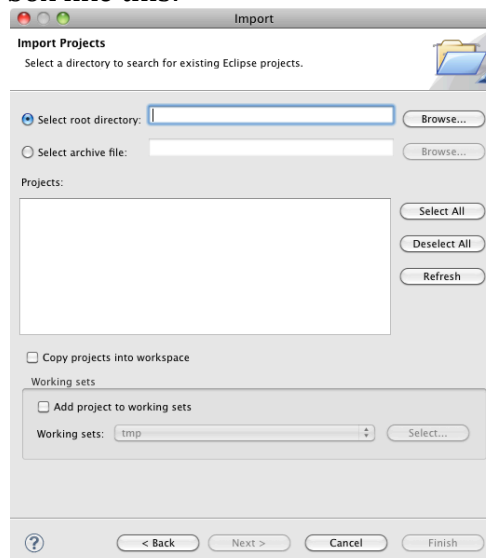 Import
Import Projects
Select a directory to search for existing Eclipse projects.
Select root directory: Browse...
Select archive file: Browse...
Projects:
Select All
Deselect All
Refresh
Copy projects into workspace
Working sets
Add project to working sets
Working sets: tmp Select...
? < Back Next > Cancel Finish